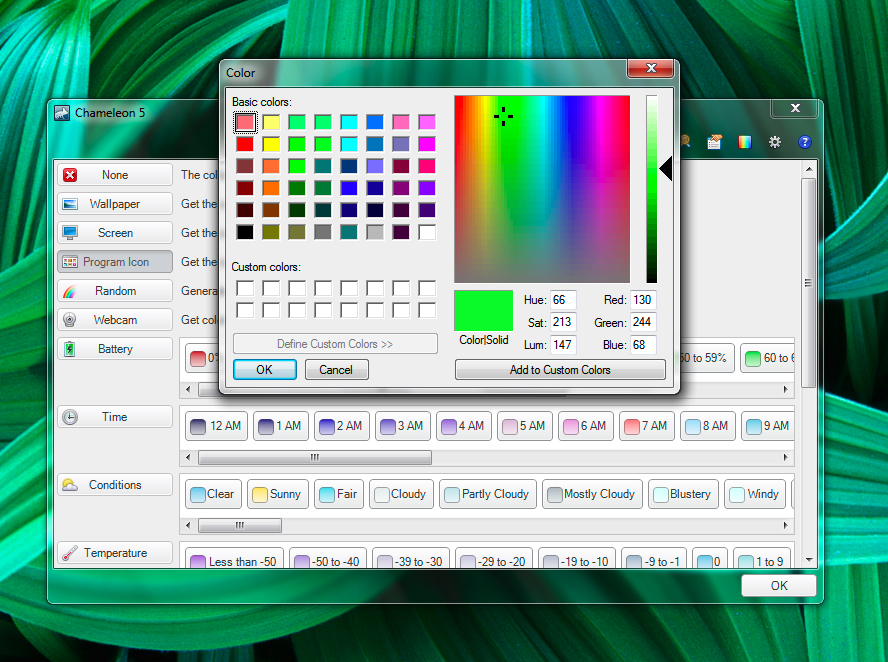 Color
Basic colors:
Custom colors:
Define Custom Colors >>
OK
Cancel
Hue: 66
Sat: 213
Lum: 147
Red: 130
Green: 244
Blue: 68
Color|Solid
Add to Custom Colors
Chameleon 5
None
The col
Wallpaper
Get the
Screen
Get the
Program Icon
Get the
Random
Genera
Webcam
Get col
Battery
0%
50 to 59%
60 to 6
Time
12 AM
1 AM
2 AM
3 AM
4 AM
5 AM
6 AM
7 AM
8 AM
9 AM
Conditions
Clear
Sunny
Fair
Cloudy
Partly Cloudy
Mostly Cloudy
Blustery
Windy
Temperature
Less than -50
-50 to -40
-39 to -30
-29 to -20
-19 to -10
-9 to -1
0
1 to 9
OK